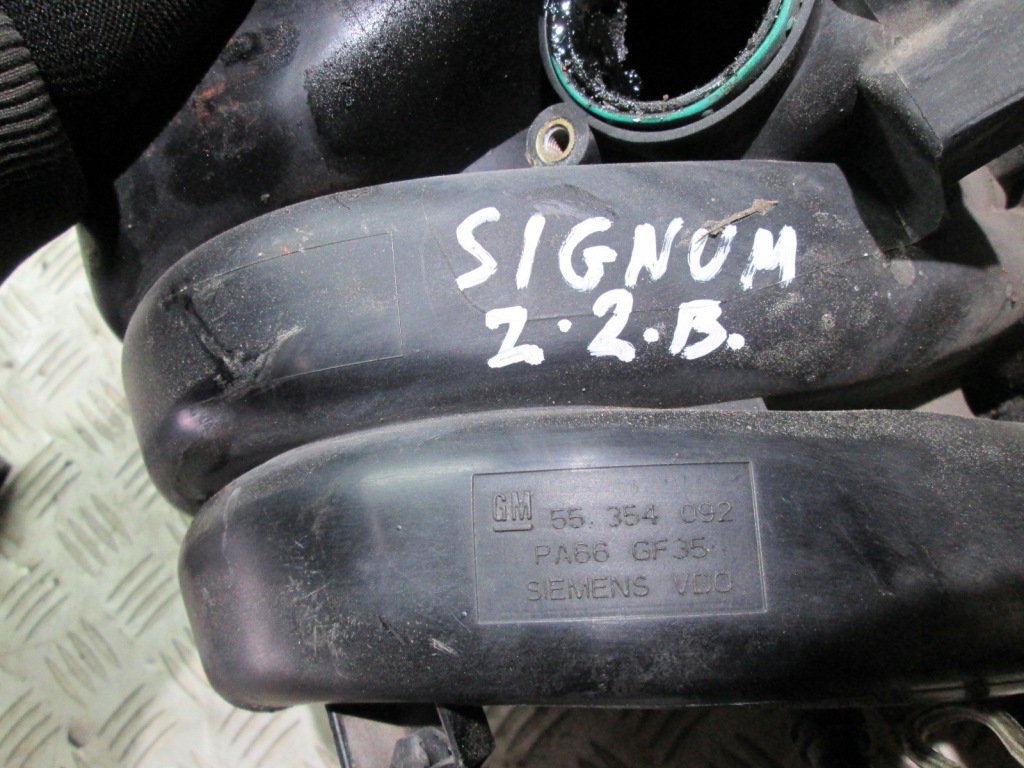 SIGNUM
2.2.B.
GM 55 354 092
PA66 GF35
SIEMENS VDO